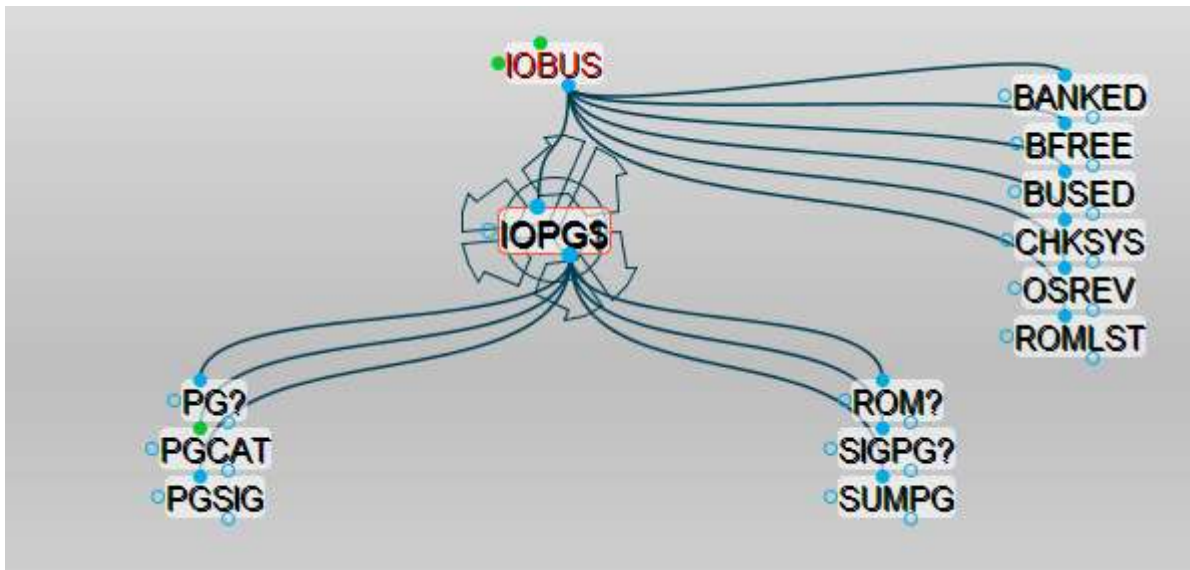 IOBUS
BANKED
BFREE
BUSED
CHKSYS
OSREV
ROMLST
IOPG$
PG?
PGCAT
PGSIG
ROM?
SIGPG?
SUMPG